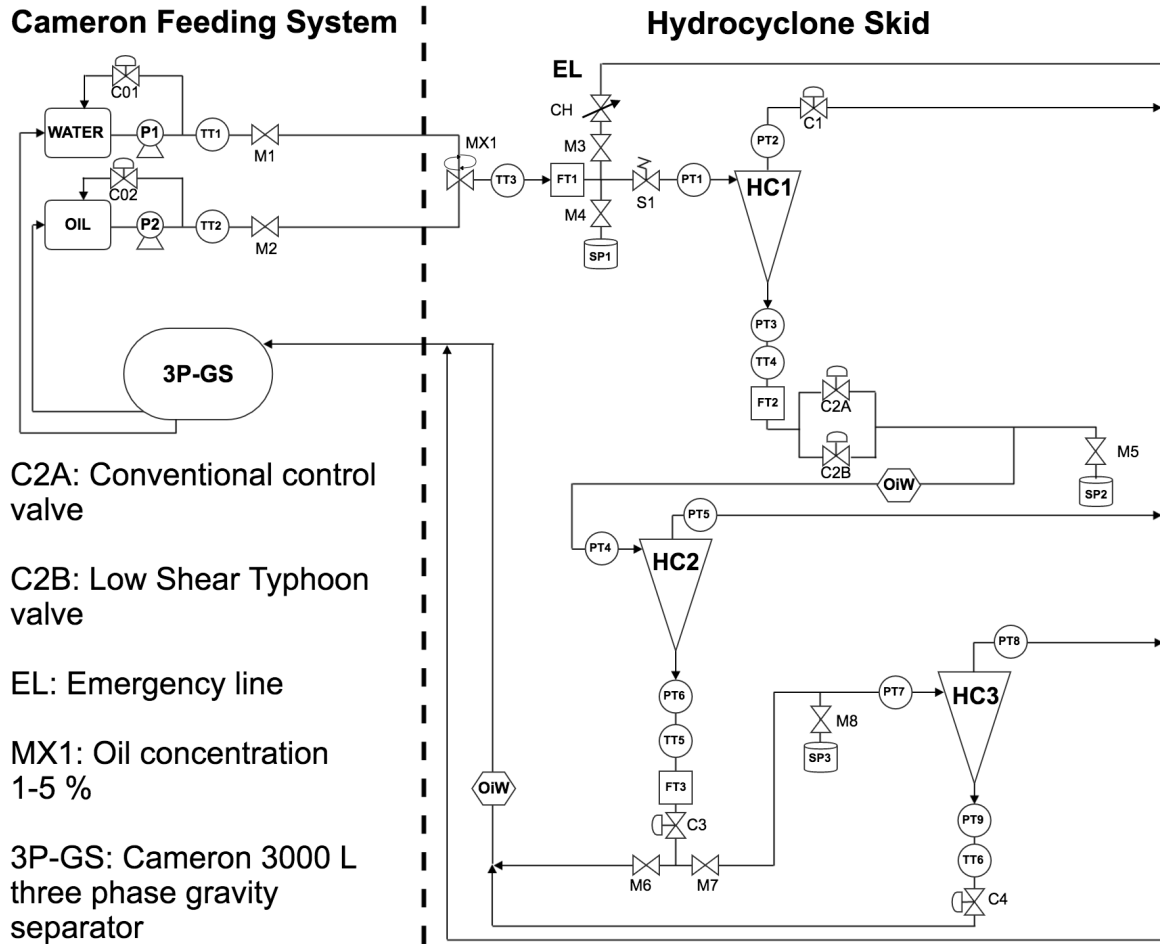 Cameron Feeding System
Hydrocyclone Skid
C01
WATER
P1
TT1
M1
C02
OIL
P2
TT2
M2
3P-GS
EL
CH
M3
MX1
TT3
FT1
M4
SP1
S1
PT1
PT2
C1
HC1
PT3
TT4
FT2
C2A
C2B
M5
SP2
OiW
PT4
PT5
HC2
PT6
TT5
FT3
C3
M6
M7
M8
SP3
PT7
PT8
HC3
PT9
TT6
C4
OiW
C2A: Conventional control
valve
C2B: Low Shear Typhoon
valve
EL: Emergency line
MX1: Oil concentration
1-5 %
3P-GS: Cameron 3000 L
three phase gravity
separator